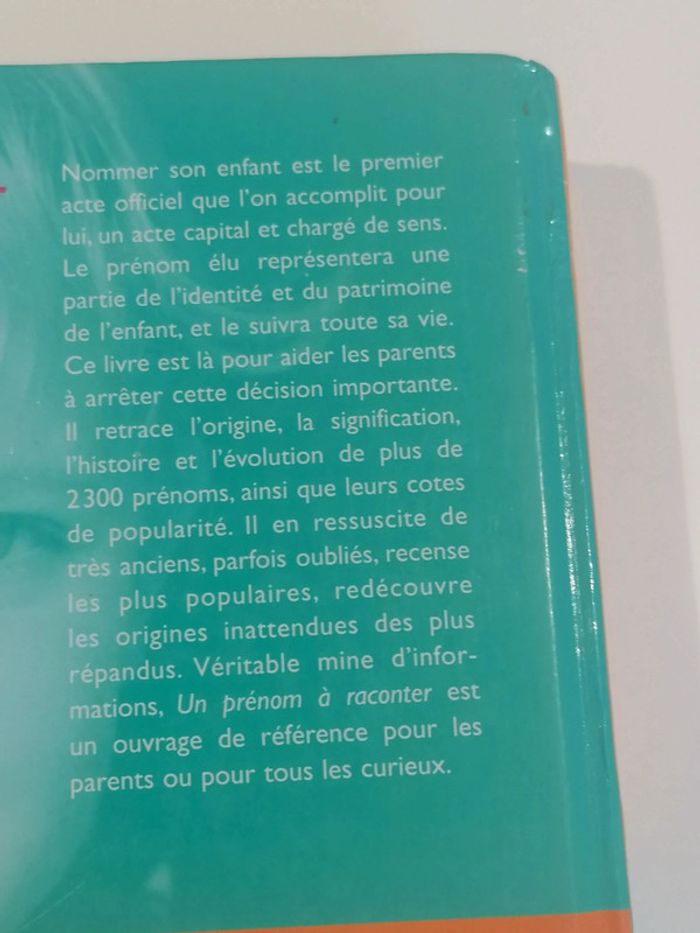 Nommer son enfant est le premier
acte officiel que l'on accomplit pour
lui, un acte capital et chargé de sens.
Le prénom élu représentera une
partie de l'identité et du patrimoine
de l'enfant, et le suivra toute sa vie.
Ce livre est là pour aider les parents
à arrêter cette décision importante.
Il retrace l'origine, la signification,
l'histoire et l'évolution de plus de
2 300 prénoms, ainsi que leurs cotes
de popularité. Il en ressuscite de
très anciens, parfois oubliés, recense
les plus populaires, redécouvre
les origines inattendues des plus
répandus. Véritable mine d'infor-
mations, Un prénom à raconter est
un ouvrage de référence pour les
parents ou pour tous les curieux.